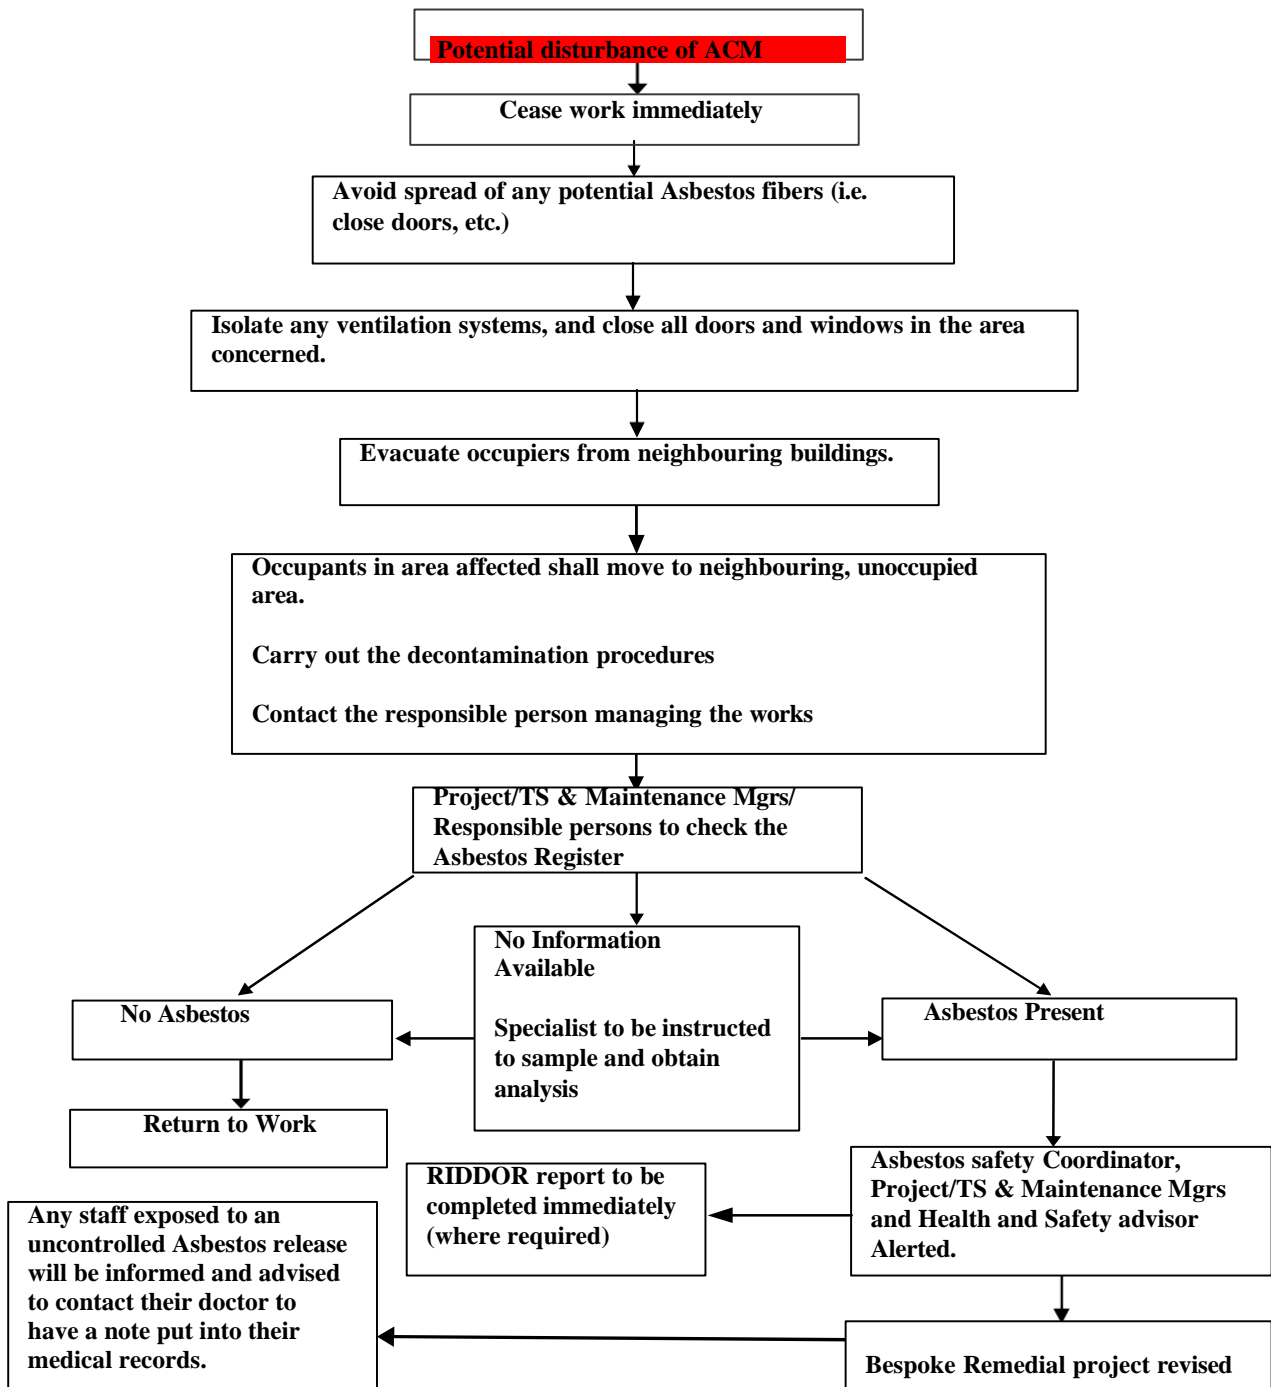 Potential disturbance of ACM
Cease work immediately
Avoid spread of any potential Asbestos fibers (i.e.
close doors, etc.)
Isolate any ventilation systems, and close all doors and windows in the area
concerned.
Evacuate occupiers from neighbouring buildings.
Occupants in area affected shall move to neighbouring, unoccupied
area.
Carry out the decontamination procedures
Contact the responsible person managing the works
Project/TS & Maintenance Mgrs/
Responsible persons to check the
Asbestos Register
No Information
Available
Specialist to be instructed
to sample and obtain
analysis
No Asbestos
Return to Work
Asbestos Present
Asbestos safety Coordinator,
Project/TS & Maintenance Mgrs
and Health and Safety advisor
Alerted.
RIDDOR report to be
completed immediately
(where required)
Bespoke Remedial project revised
Any staff exposed to an
uncontrolled Asbestos release
will be informed and advised
to contact their doctor to
have a note put into their
medical records.